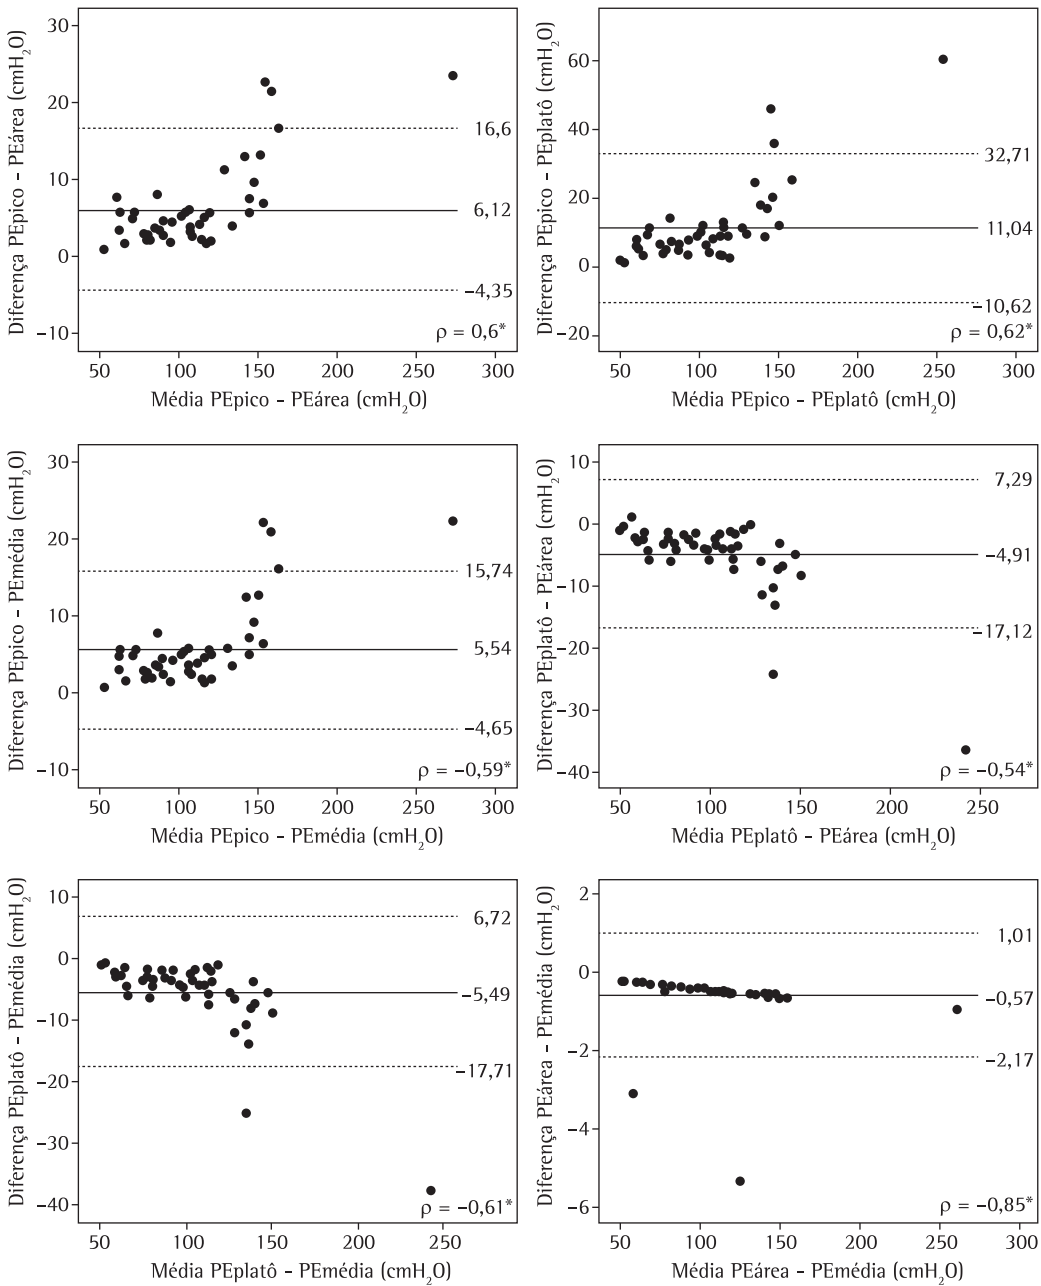 Diferença PEpico – PEárea (cmH₂O)
30
20
10
0
–10
16,6
6,12
–4,35
ρ = 0,6*
50 100 150 200 250 300
Média PEpico – PEárea (cmH₂O)
Diferença PEpico – PEplatô (cmH₂O)
60
40
20
0
–20
32,71
11,04
–10,62
ρ = 0,62*
50 100 150 200 250 300
Média PEpico – PEplatô (cmH₂O)
Diferença PEpico – PEmédia (cmH₂O)
30
20
10
0
–10
15,74
5,54
–4,65
ρ = –0,59*
50 100 150 200 250 300
Média PEpico – PEmédia (cmH₂O)
Diferença PEplatô – PEárea (cmH₂O)
10
0
–10
–20
–30
–40
7,29
–4,91
–17,12
ρ = –0,54*
50 100 150 200 250
Média PEplatô – PEárea (cmH₂O)
Diferença PEplatô – PEmédia (cmH₂O)
10
0
–10
–20
–30
–40
6,72
–5,49
–17,71
ρ = –0,61*
50 100 150 200 250
Média PEplatô – PEmédia (cmH₂O)
Diferença PEárea – PEmédia (cmH₂O)
2
0
–2
–4
–6
1,01
–0,57
–2,17
ρ = –0,85*
50 100 150 200 250 300
Média PEárea – PEmédia (cmH₂O)